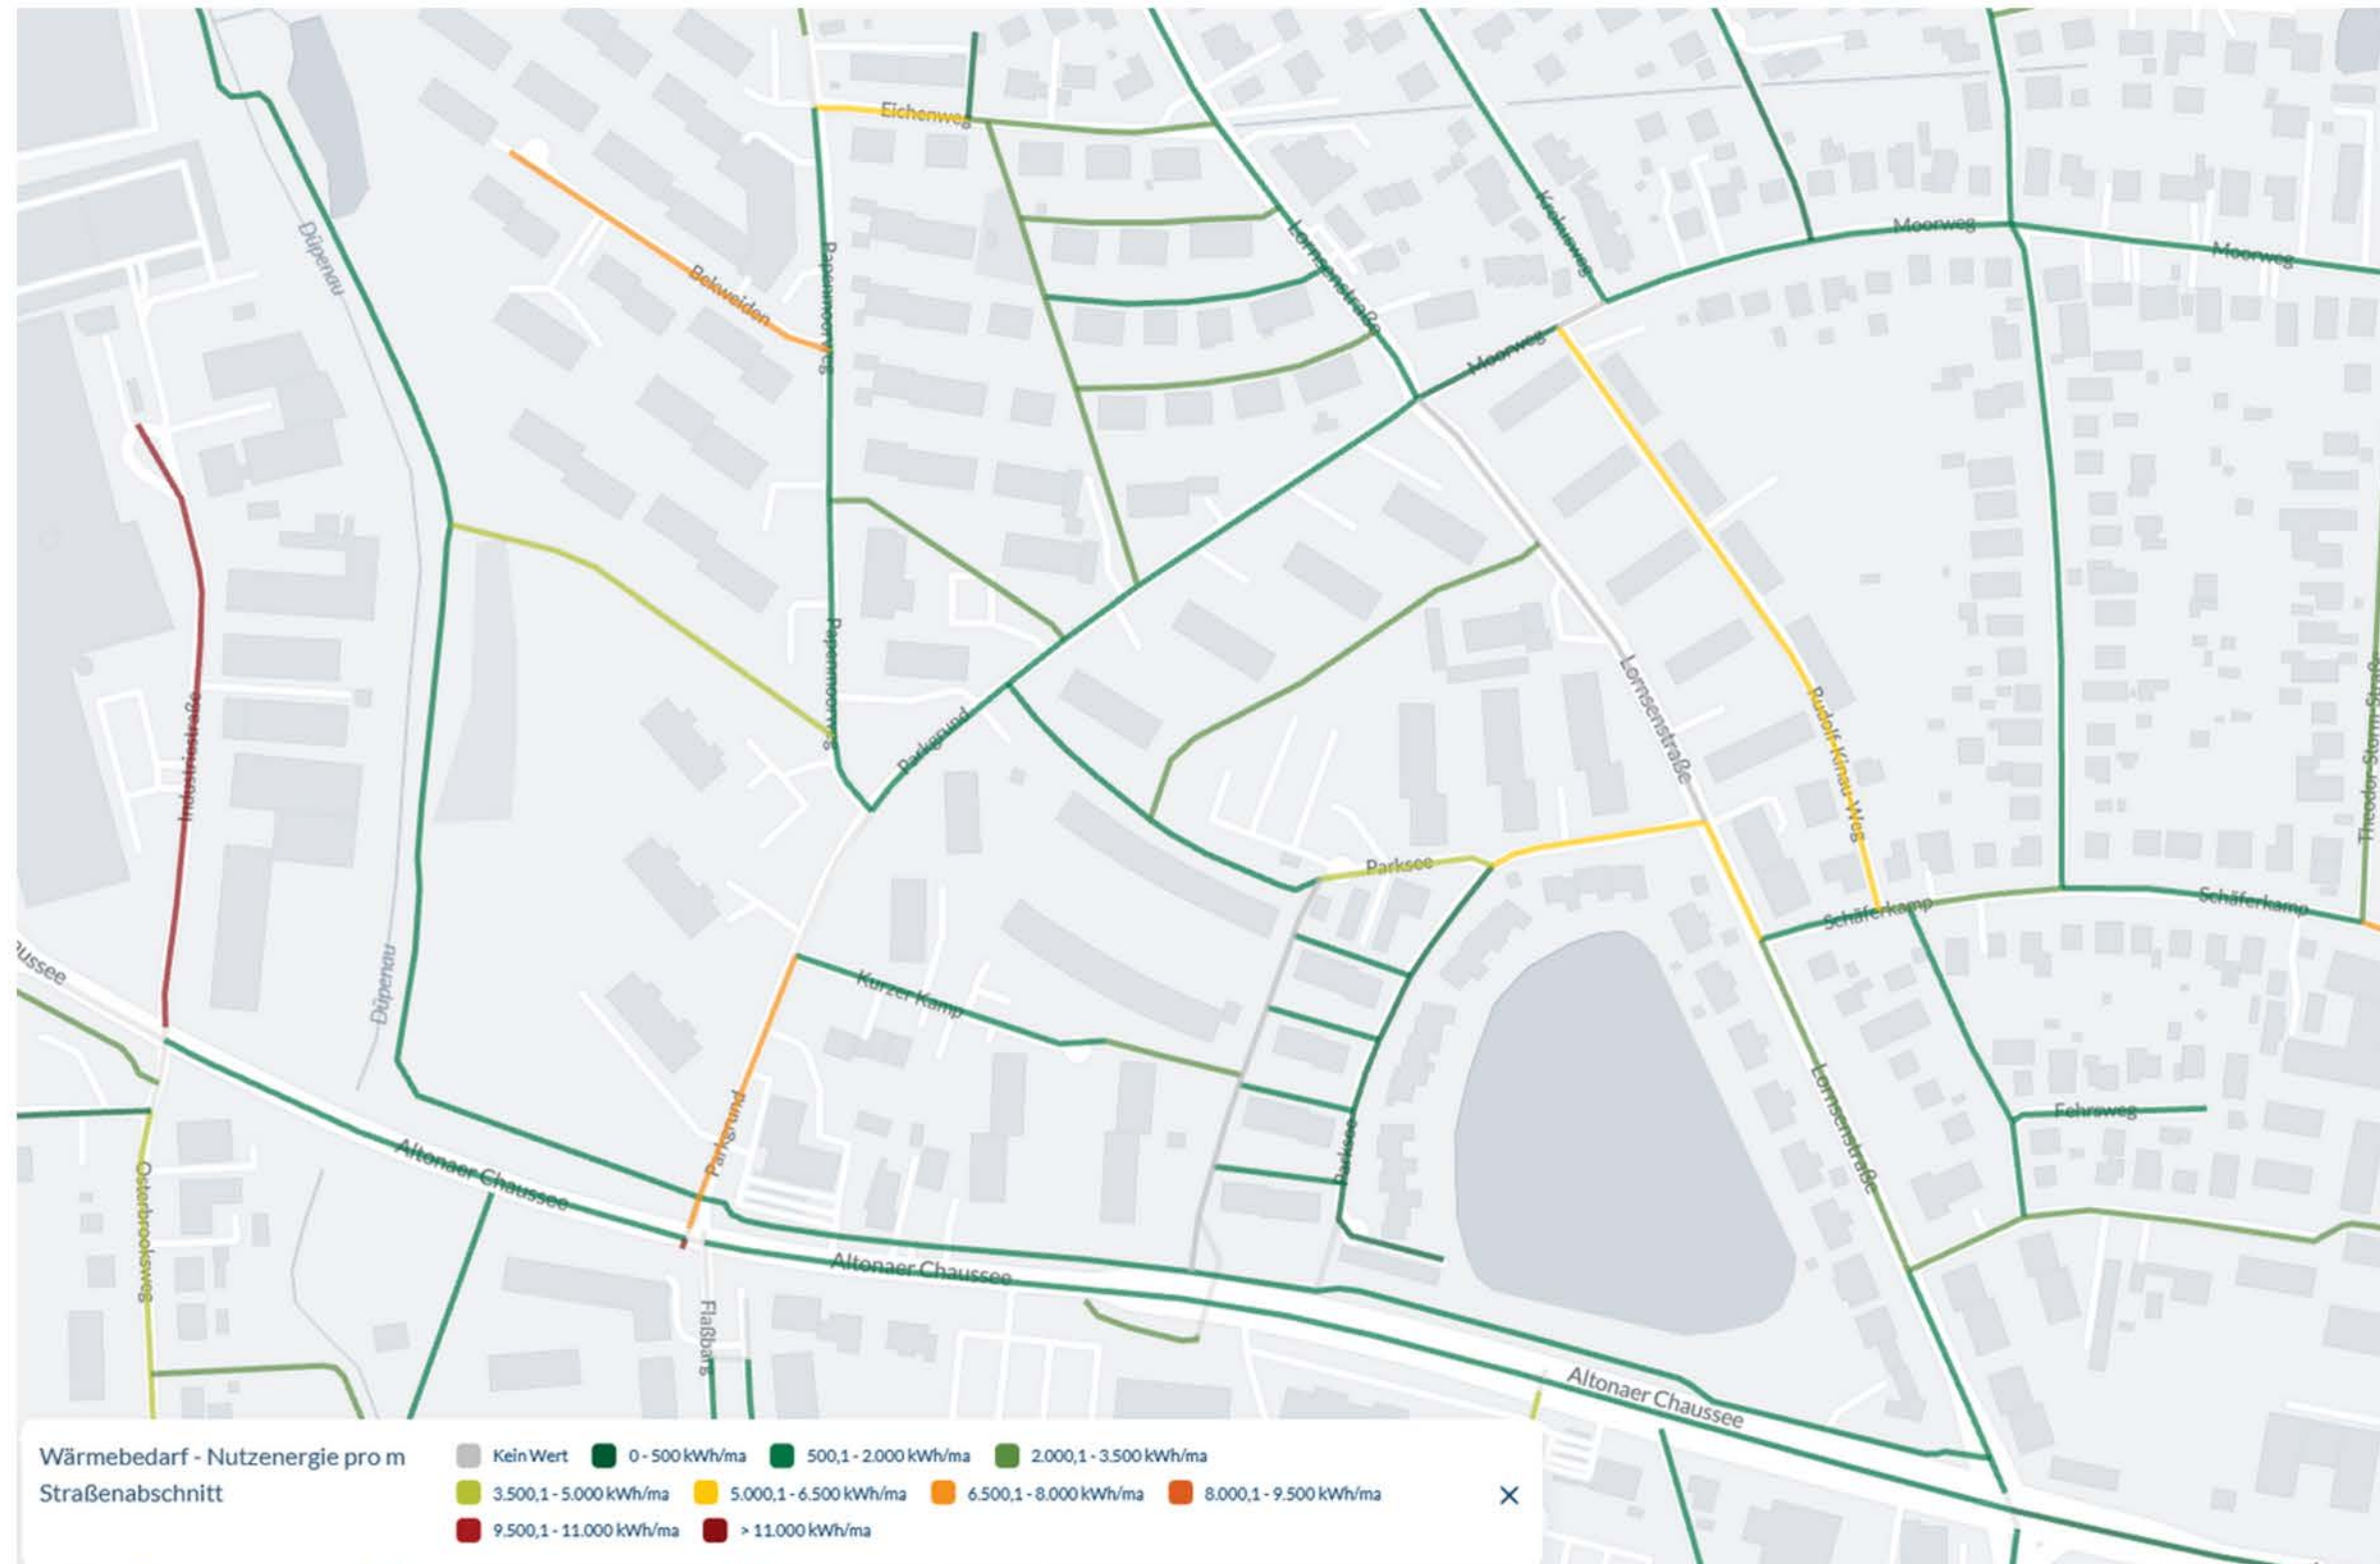 Eichenweg
Düpenau
Bekweiden
Papenmoorweg
Lornsenstraße
Krokusweg
Moorweg
Moorweg
Moorweg
Papenmoorweg
Parkgrund
Industriestraße
Lornsenstraße
Rudolf-Kinau-Weg
Theodor-Storm-Straße
Parksee
Schäferkamp
Schäferkamp
aussee
Düpenau
Kurzer Kamp
Parkgrund
Parksee
Lornsenstraße
Fehrsweg
Osterbrooksweg
Altonaer Chaussee
Altonaer Chaussee
Flaßbarg
Altonaer Chaussee
Wärmebedarf - Nutzenergie pro m
Straßenabschnitt
Kein Wert 0 - 500 kWh/ma 500,1 - 2.000 kWh/ma 2.000,1 - 3.500 kWh/ma
3.500,1 - 5.000 kWh/ma 5.000,1 - 6.500 kWh/ma 6.500,1 - 8.000 kWh/ma 8.000,1 - 9.500 kWh/ma
9.500,1 - 11.000 kWh/ma > 11.000 kWh/ma